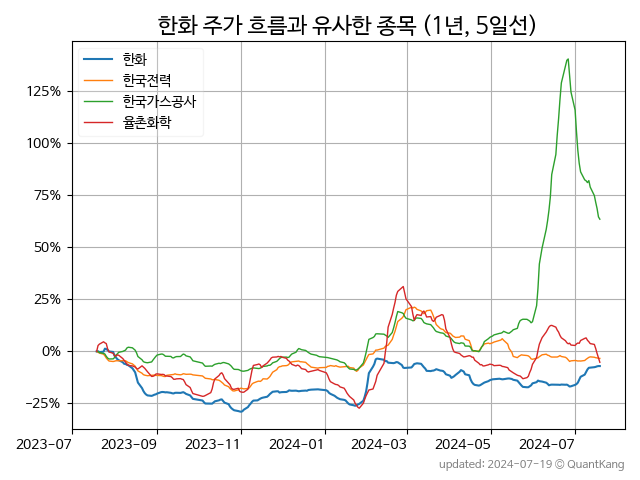 한화 주가 흐름과 유사한 종목 (1년, 5일선)
한화
한국전력
한국가스공사
율촌화학
125%
100%
75%
50%
25%
0%
−25%
2023-07 2023-09 2023-11 2024-01 2024-03 2024-05 2024-07
updated: 2024-07-19 © QuantKang